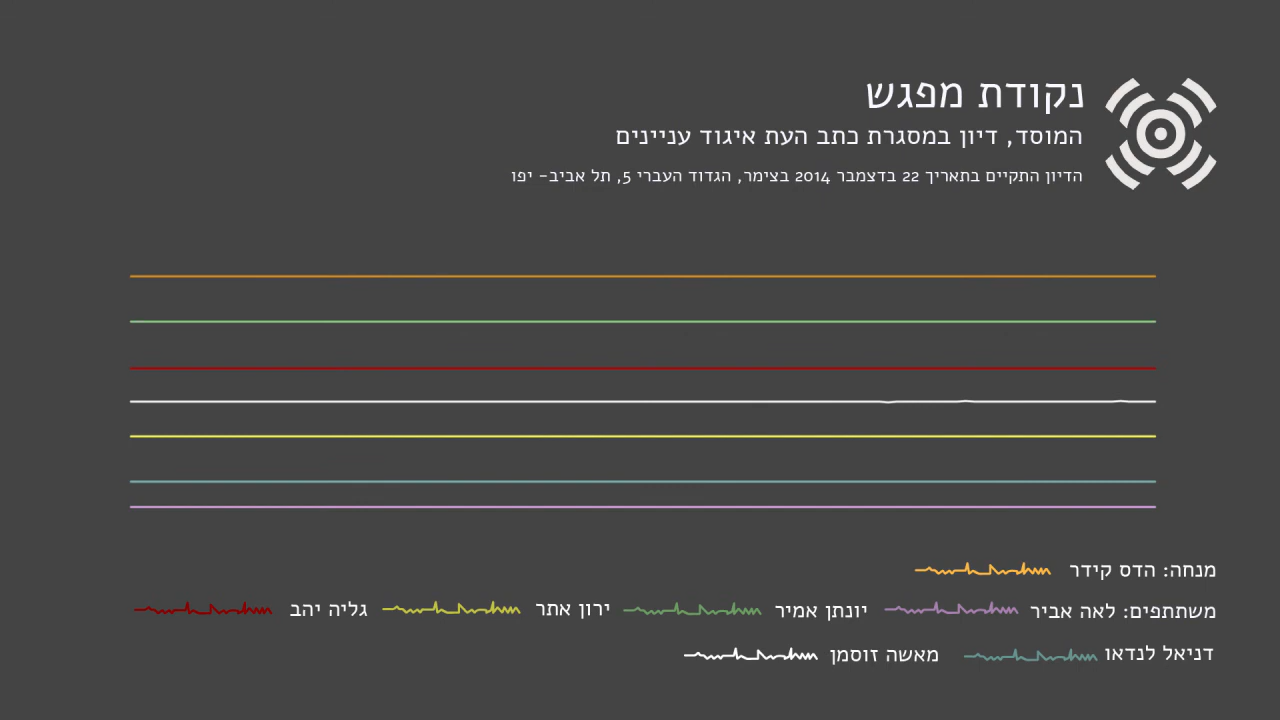 נקודת מפגש
המוסד, דיון במסגרת כתב העת איגוד עניינים
הדיון התקיים בתאריך 22 בדצמבר 2014 בצימר, הגדוד העברי 5, תל אביב- יפו
מנחה: הדס קידר
משתתפים: לאה אביר יונתן אמיר ירון אתר גליה יהב
דניאל לנדאו מאשה זוסמן